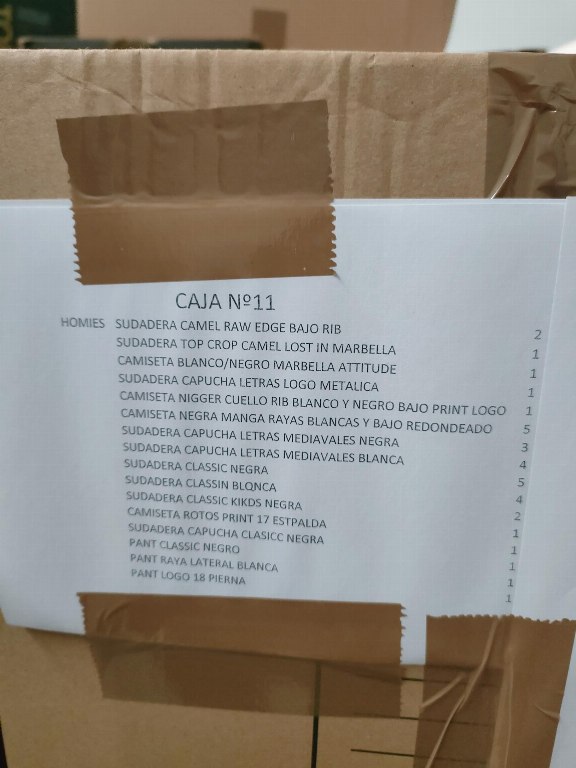 CAJA Nº11
HOMIES SUDADERA CAMEL RAW EDGE BAJO RIB 2
SUDADERA TOP CROP CAMEL LOST IN MARBELLA 1
CAMISETA BLANCO/NEGRO MARBELLA ATTITUDE 1
SUDADERA CAPUCHA LETRAS LOGO METALICA 1
CAMISETA NIGGER CUELLO RIB BLANCO Y NEGRO BAJO PRINT LOGO 1
CAMISETA NEGRA MANGA RAYAS BLANCAS Y BAJO REDONDEADO 5
SUDADERA CAPUCHA LETRAS MEDIAVALES NEGRA 3
SUDADERA CAPUCHA LETRAS MEDIAVALES BLANCA 4
SUDADERA CLASSIC NEGRA 5
SUDADERA CLASSIN BLQNCA 4
SUDADERA CLASSIC KIKDS NEGRA 2
CAMISETA ROTOS PRINT 17 ESTPALDA 1
SUDADERA CAPUCHA CLASICC NEGRA 1
PANT CLASSIC NEGRO 1
PANT RAYA LATERAL BLANCA 1
PANT LOGO 18 PIERNA 1